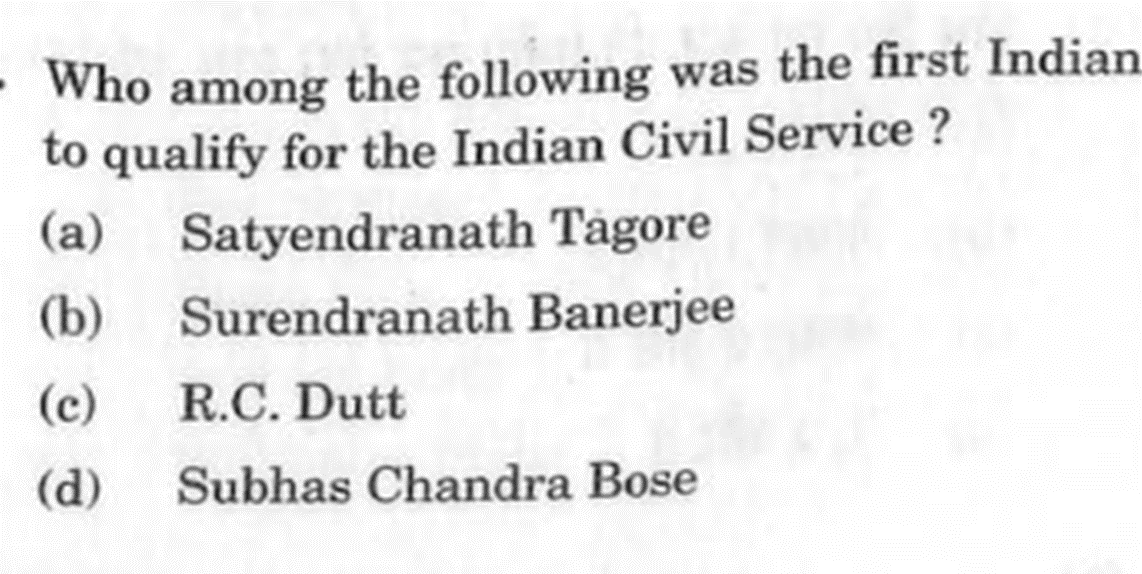 Who among the following was the first Indian
to qualify for the Indian Civil Service ?
(a) Satyendranath Tagore
(b) Surendranath Banerjee
(c) R.C. Dutt
(d) Subhas Chandra Bose